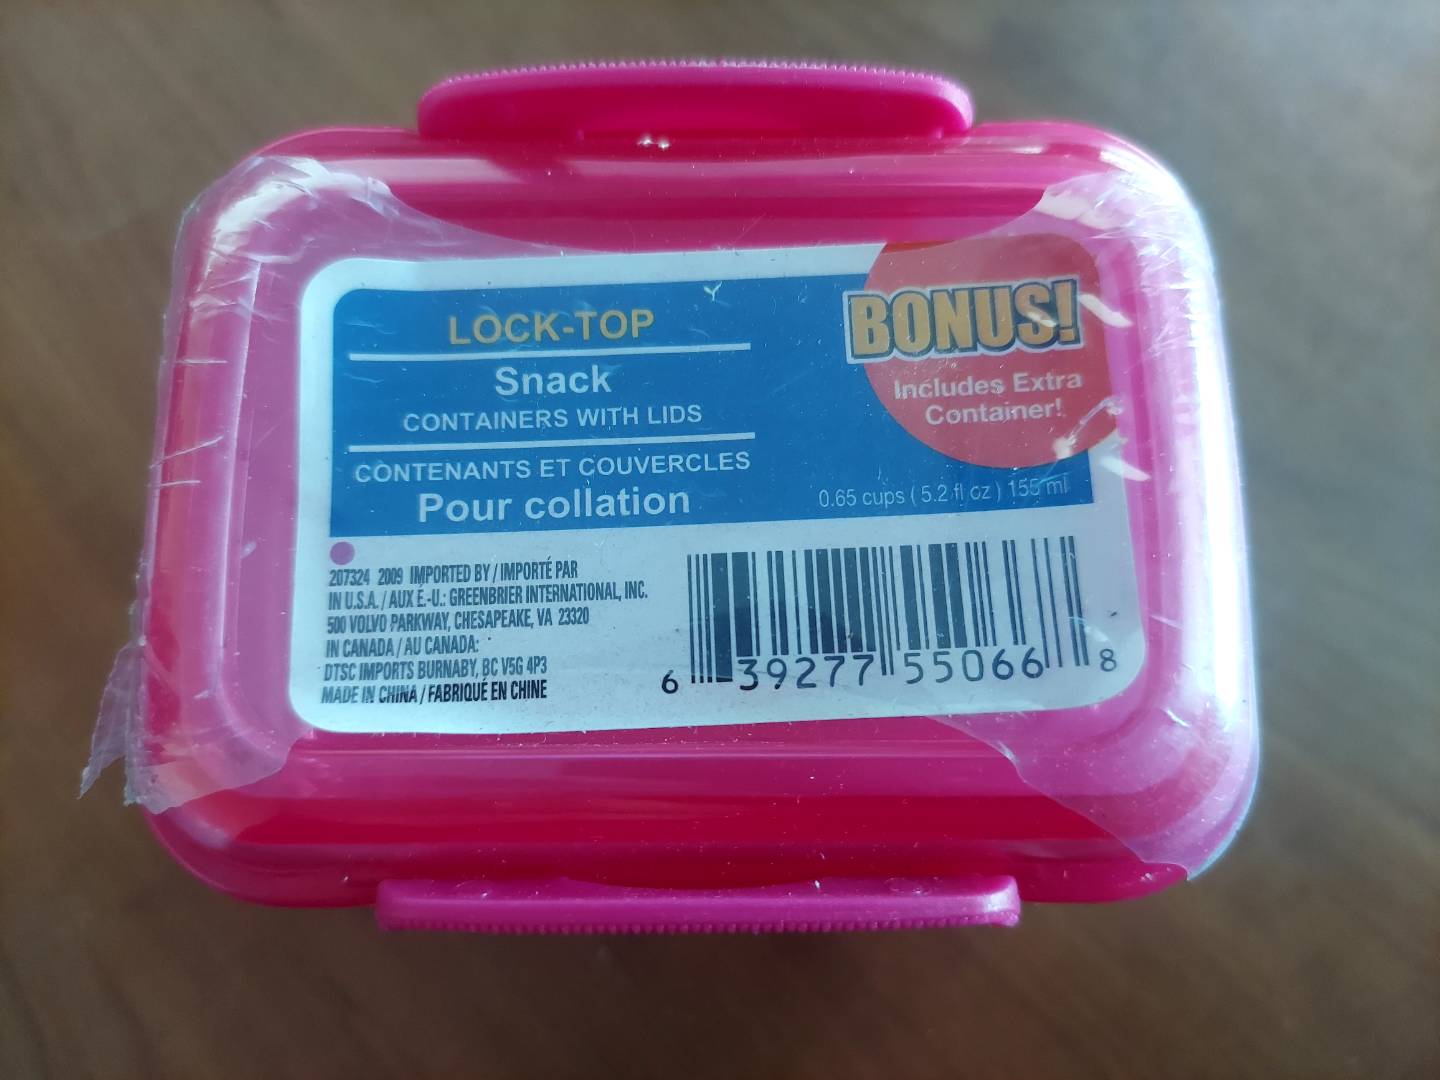 LOCK-TOP
Snack
CONTAINERS WITH LIDS
CONTENANTS ET COUVERCLES
Pour collation
BONUS!
Includes Extra
Container!
0.65 cups ( 5.2 fl oz ) 155 ml
207324 2009 IMPORTED BY / IMPORTÉ PAR
IN U.S.A. / AUX É.-U.: GREENBRIER INTERNATIONAL, INC.
500 VOLVO PARKWAY, CHESAPEAKE, VA 23320
IN CANADA / AU CANADA:
DTSC IMPORTS BURNABY, BC V5G 4P3
MADE IN CHINA / FABRIQUÉ EN CHINE
6 39277 55066 8